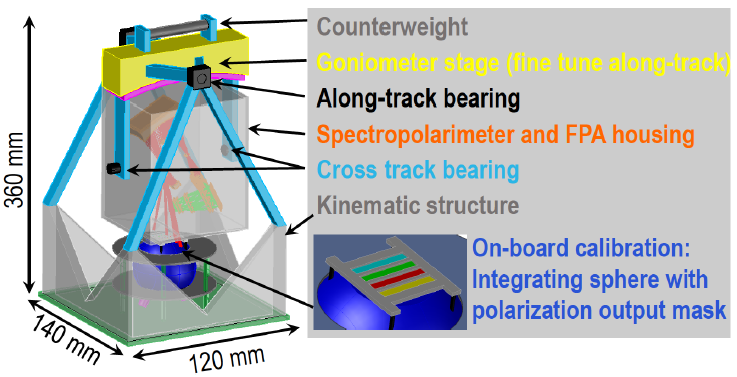 Counterweight
Goniometer stage (fine tune along-track)
Along-track bearing
Spectropolarimeter and FPA housing
Cross track bearing
Kinematic structure
On-board calibration:
Integrating sphere with
polarization output mask
360 mm
140 mm
120 mm